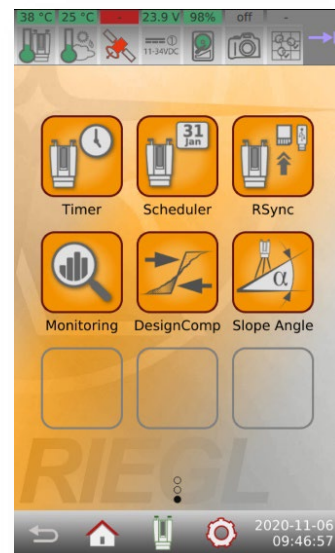 38 °C 25 °C - 23.9 V 98% off -
11-34VDC
31
Jan
Timer Scheduler RSync
α
Monitoring DesignComp Slope Angle
RIEGL
2020-11-06
09:46:57